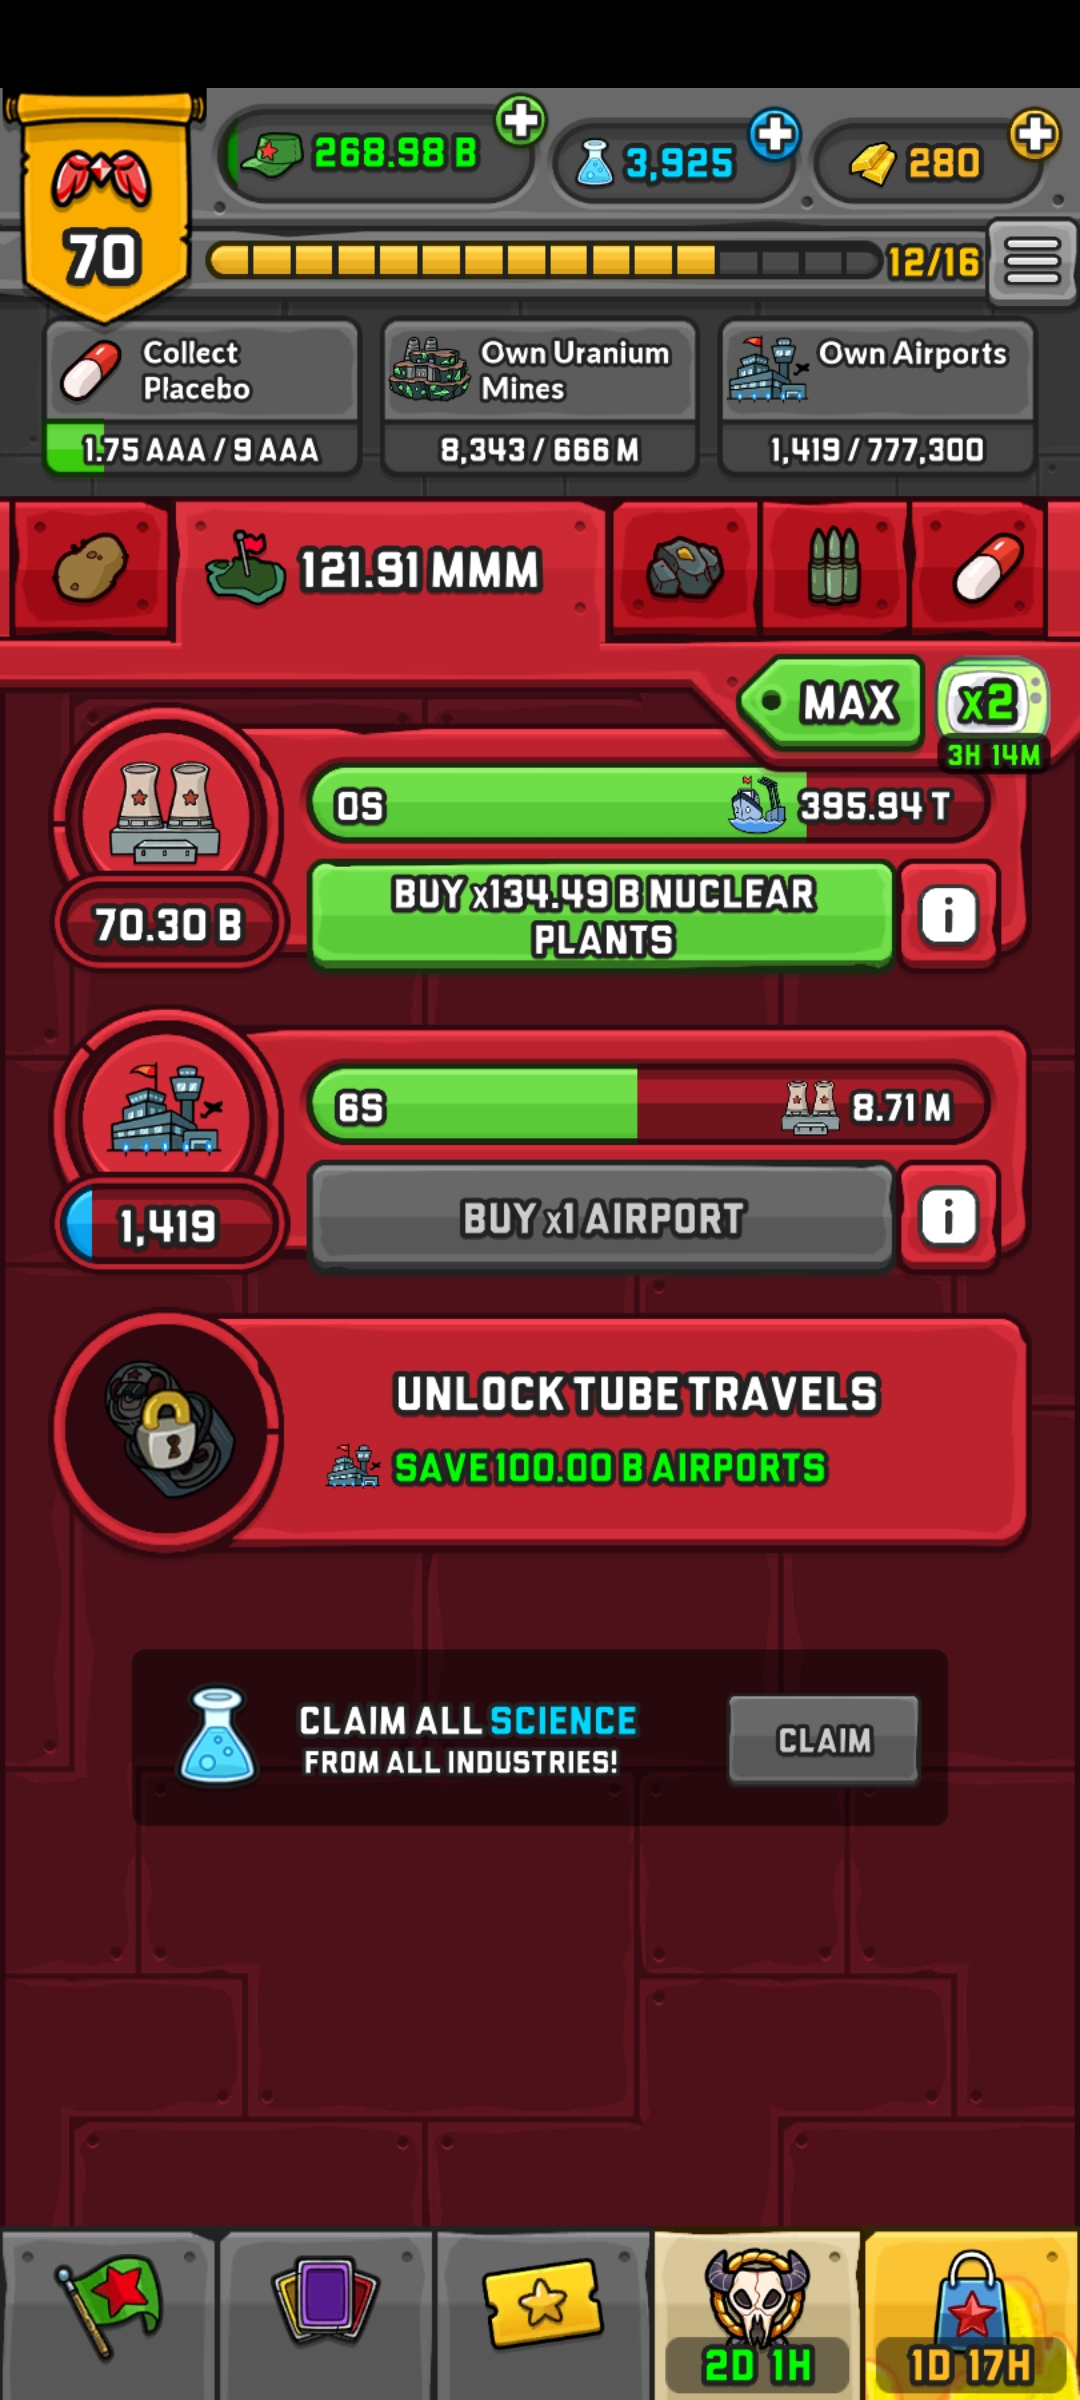 268.98 B
3,925
280
70
12/16
Collect
Placebo
Own Uranium
Mines
Own Airports
1.75 AAA / 9 AAA
8,343 / 666 M
1,419 / 777,300
121.91 MMM
MAX
x2
3H 14M
0S
395.94 T
70.30 B
BUY x134.49 B NUCLEAR
PLANTS
i
6S
8.71 M
1,419
BUY x1 AIRPORT
i
UNLOCK TUBE TRAVELS
SAVE 100.00 B AIRPORTS
CLAIM ALL SCIENCE
FROM ALL INDUSTRIES!
CLAIM
2D 1H
1D 17H